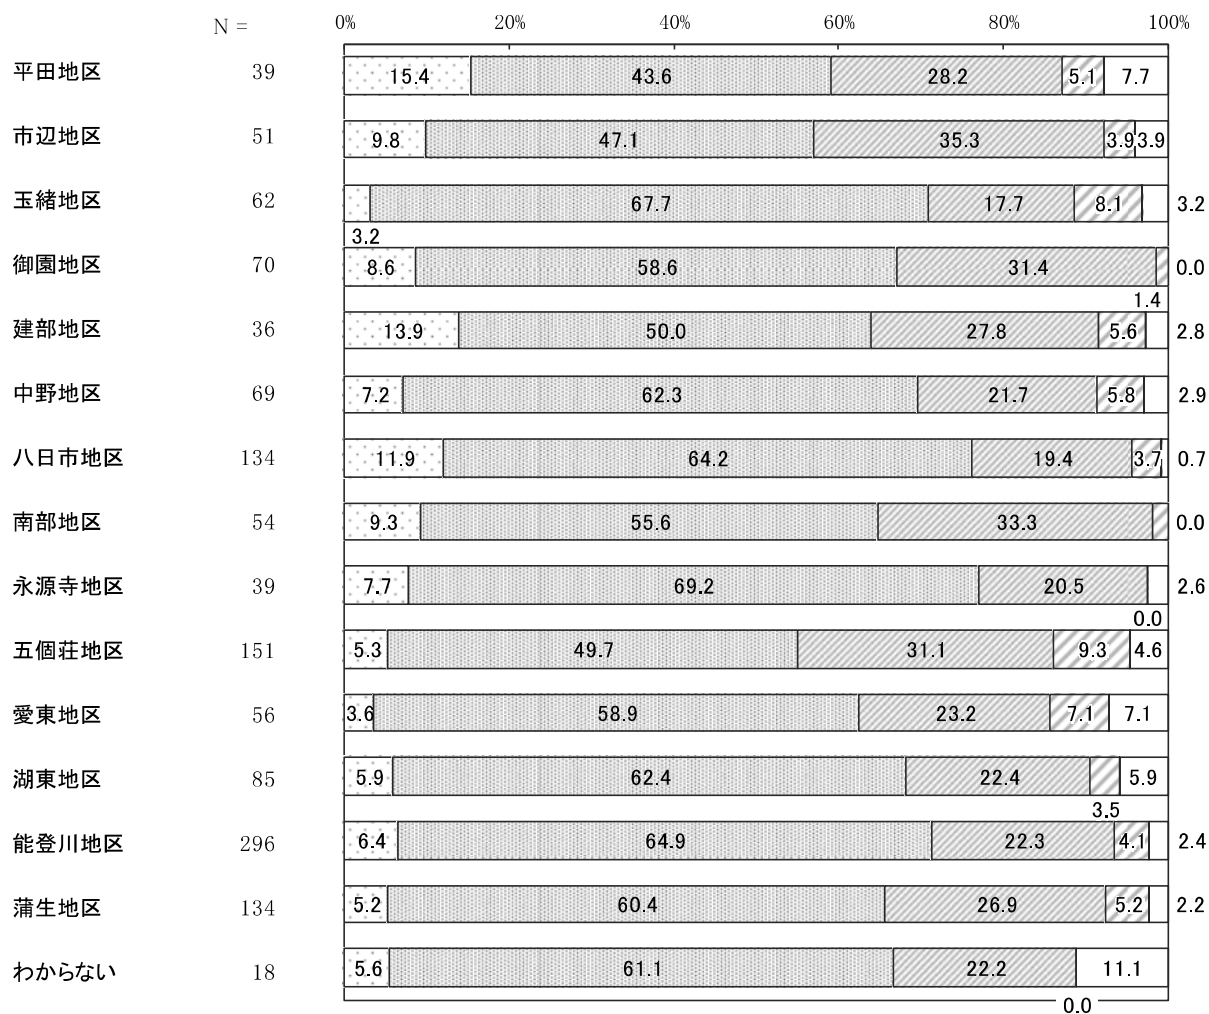 N = 0% 20% 40% 60% 80% 100%
平田地区 39 15.4 43.6 28.2 5.1 7.7
市辺地区 51 9.8 47.1 35.3 3.9 3.9
玉緒地区 62 67.7 17.7 8.1 3.2
3.2
御園地区 70 8.6 58.6 31.4 0.0
1.4
建部地区 36 13.9 50.0 27.8 5.6 2.8
中野地区 69 7.2 62.3 21.7 5.8 2.9
八日市地区 134 11.9 64.2 19.4 3.7 0.7
南部地区 54 9.3 55.6 33.3 0.0
永源寺地区 39 7.7 69.2 20.5 2.6
0.0
五個荘地区 151 5.3 49.7 31.1 9.3 4.6
愛東地区 56 3.6 58.9 23.2 7.1 7.1
湖東地区 85 5.9 62.4 22.4 5.9
3.5
能登川地区 296 6.4 64.9 22.3 4.1 2.4
蒲生地区 134 5.2 60.4 26.9 5.2 2.2
わからない 18 5.6 61.1 22.2 11.1
0.0